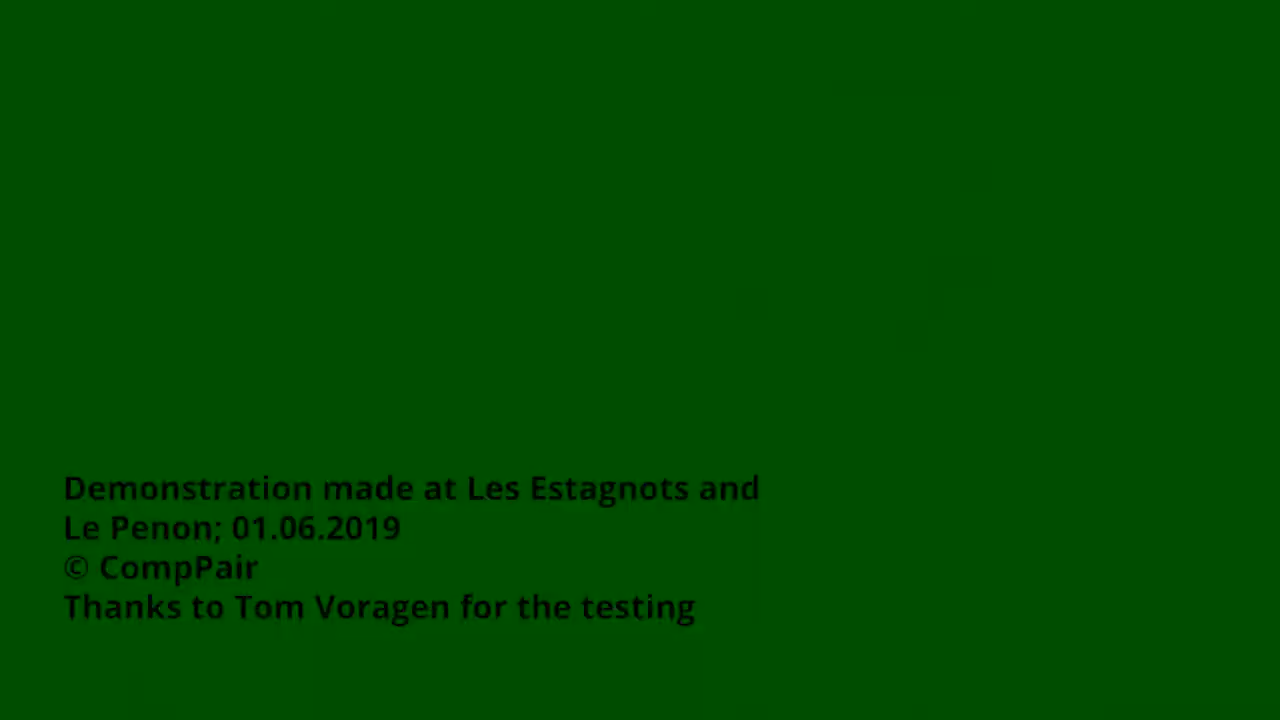 Demonstration made at Les Estagnots and
Le Penon; 01.06.2019
© CompPair
Thanks to Tom Voragen for the testing